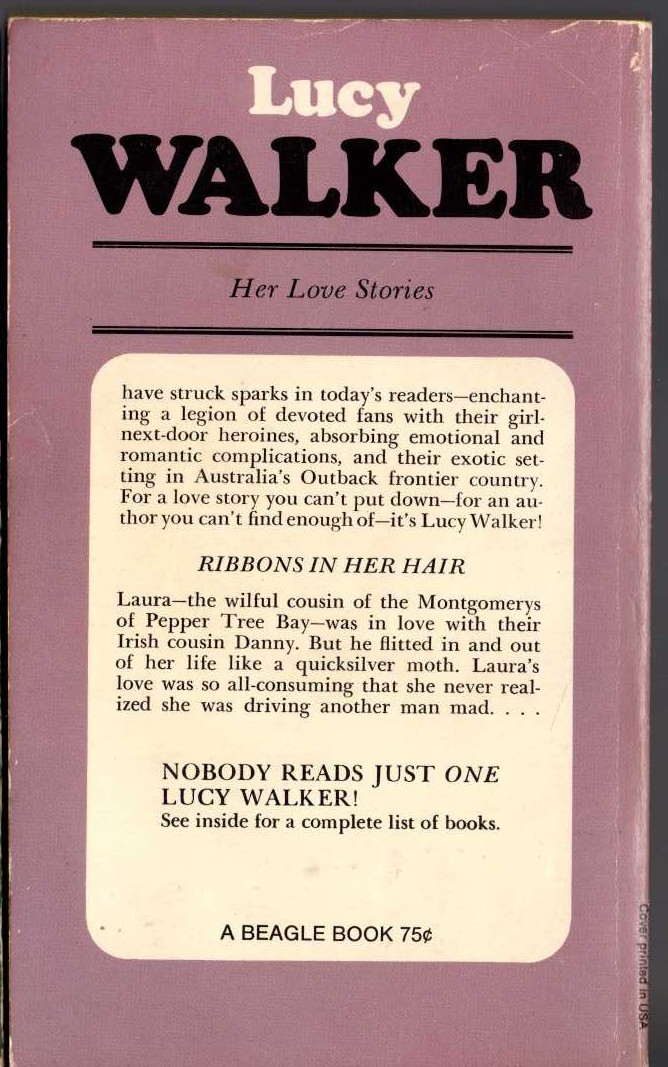 Lucy
WALKER
Her Love Stories
have struck sparks in today's readers—enchant-
ing a legion of devoted fans with their girl-
next-door heroines, absorbing emotional and
romantic complications, and their exotic set-
ting in Australia's Outback frontier country.
For a love story you can't put down—for an au-
thor you can't find enough of—it's Lucy Walker!
RIBBONS IN HER HAIR
Laura—the wilful cousin of the Montgomerys
of Pepper Tree Bay—was in love with their
Irish cousin Danny. But he flitted in and out
of her life like a quicksilver moth. Laura's
love was so all-consuming that she never real-
ized she was driving another man mad. . . .
NOBODY READS JUST ONE
LUCY WALKER!
See inside for a complete list of books.
A BEAGLE BOOK 75¢
Cover printed in USA